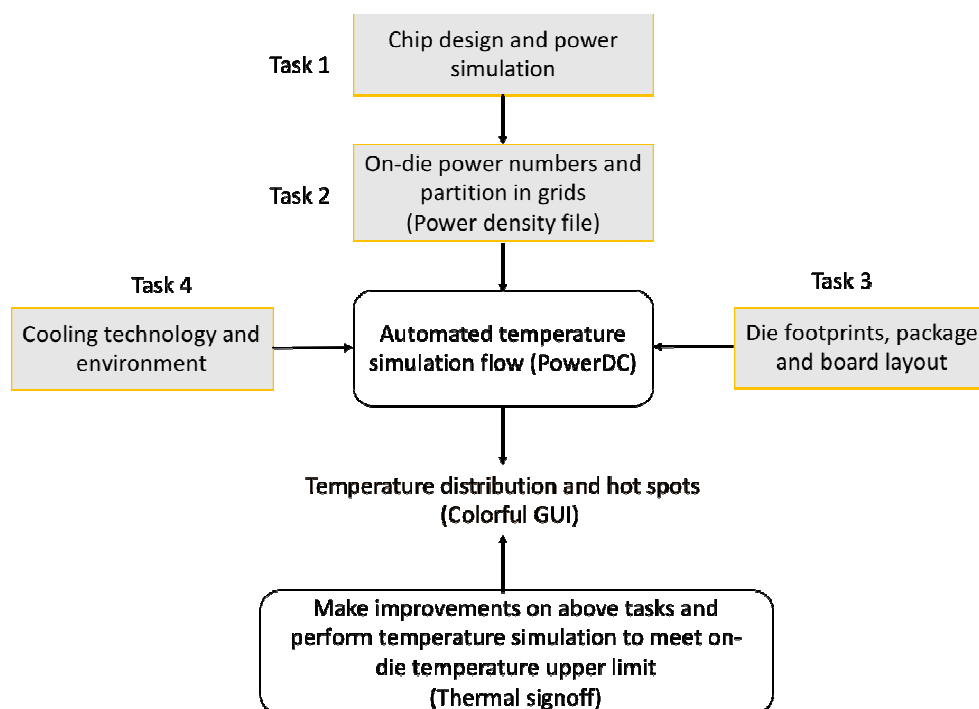 Task 1
Chip design and power
simulation
Task 2
On-die power numbers and
partition in grids
(Power density file)
Task 4
Cooling technology and
environment
Automated temperature
simulation flow (PowerDC)
Task 3
Die footprints, package
and board layout
Temperature distribution and hot spots
(Colorful GUI)
Make improvements on above tasks and
perform temperature simulation to meet on-
die temperature upper limit
(Thermal signoff)